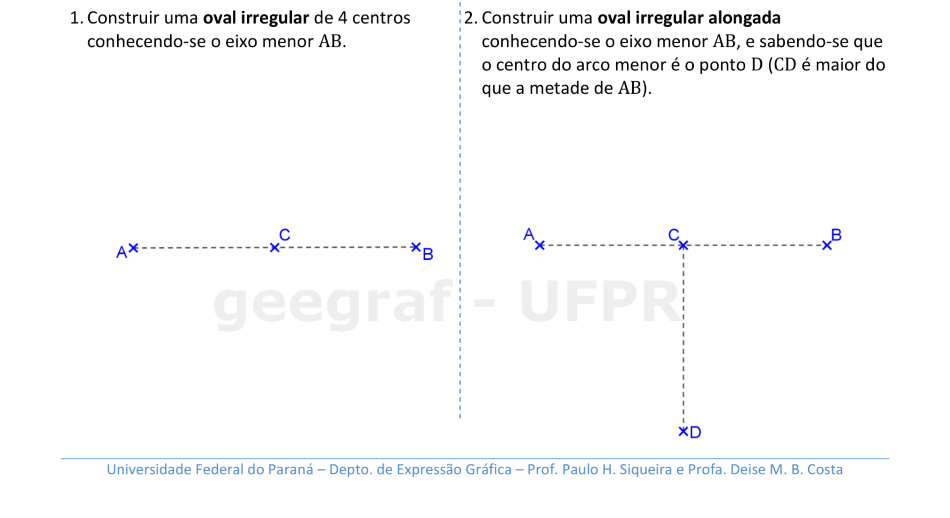 1. Construir uma oval irregular de 4 centros
conhecendo-se o eixo menor AB.
C
A
B
2. Construir uma oval irregular alongada
conhecendo-se o eixo menor AB, e sabendo-se que
o centro do arco menor é o ponto D (CD é maior do
que a metade de AB).
A
C
B
D
geegraf - UFPR
Universidade Federal do Paraná – Depto. de Expressão Gráfica – Prof. Paulo H. Siqueira e Profa. Deise M. B. Costa